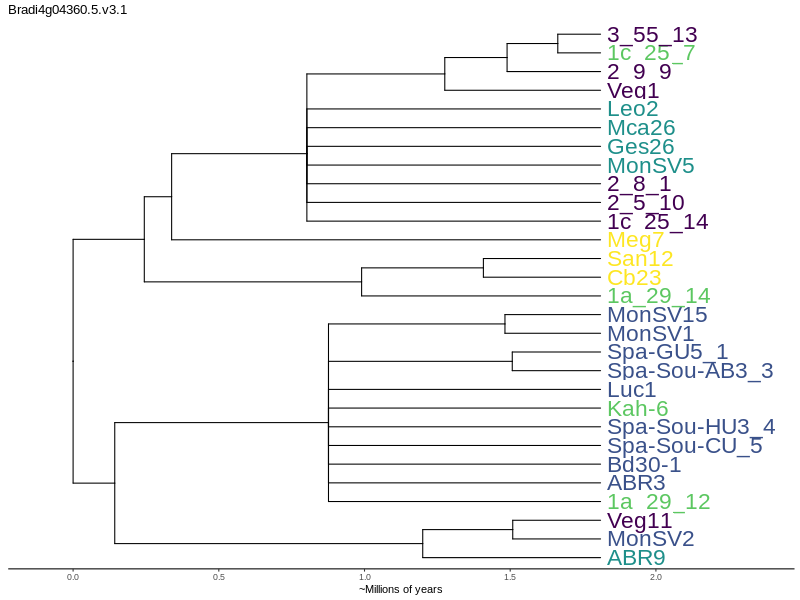 Bradi4g04360.5.v3.1
3_55_13
1c_25_7
2_9_9
Veg1
Leo2
Mca26
Ges26
MonSV5
2_8_1
2_5_10
1c_25_14
Meg7
San12
Cb23
1a_29_14
MonSV15
MonSV1
Spa-GU5_1
Spa-Sou-AB3_3
Luc1
Kah-6
Spa-Sou-HU3_4
Spa-Sou-CU_5
Bd30-1
ABR3
1a_29_12
Veg11
MonSV2
ABR9
0.0 0.5 1.0 1.5 2.0
~Millions of years